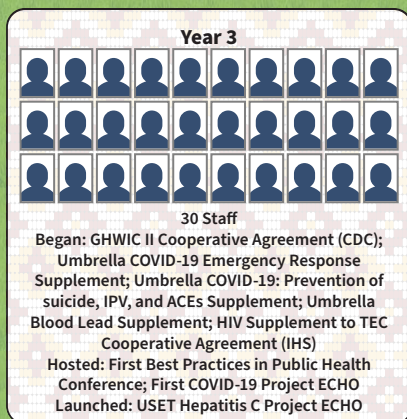 Year 3
30 Staff
Began: GHWIC II Cooperative Agreement (CDC);
Umbrella COVID-19 Emergency Response
Supplement; Umbrella COVID-19: Prevention of
suicide, IPV, and ACEs Supplement; Umbrella
Blood Lead Supplement; HIV Supplement to TEC
Cooperative Agreement (IHS)
Hosted: First Best Practices in Public Health
Conference; First COVID-19 Project ECHO
Launched: USET Hepatitis C Project ECHO